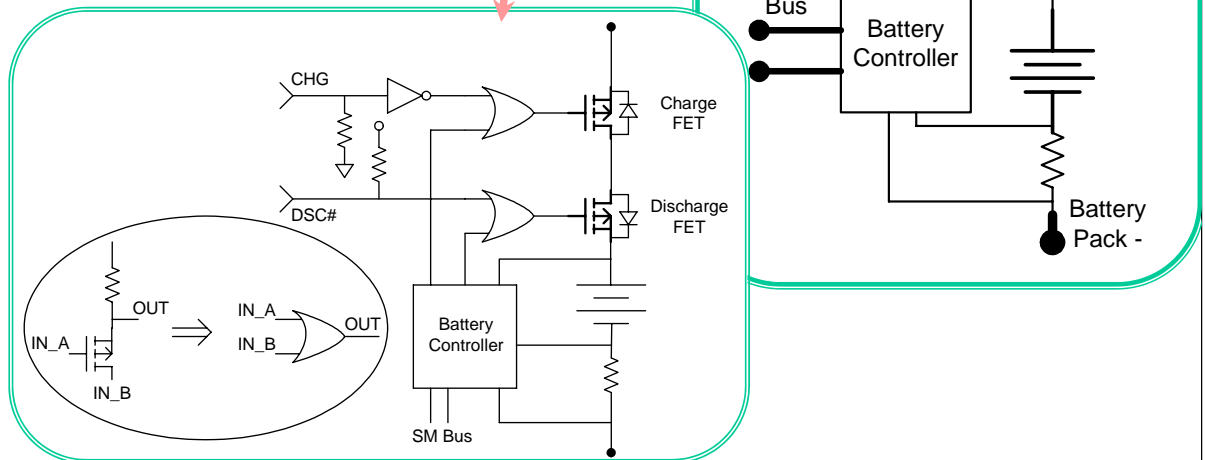 CHG
Charge
FET
DSC#
Discharge
FET
IN_A
OUT
IN_B
IN_A
IN_B
OUT
Battery
Controller
SM Bus
Bus
Battery
Controller
Battery
Pack -